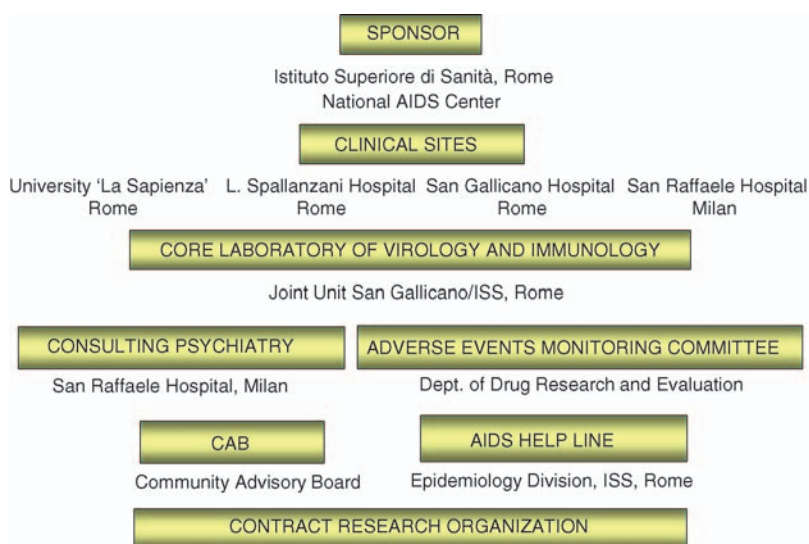 SPONSOR
Istituto Superiore di Sanità, Rome
National AIDS Center
CLINICAL SITES
University 'La Sapienza' L. Spallanzani Hospital San Gallicano Hospital San Raffaele Hospital
Rome Rome Rome Milan
CORE LABORATORY OF VIROLOGY AND IMMUNOLOGY
Joint Unit San Gallicano/ISS, Rome
CONSULTING PSYCHIATRY ADVERSE EVENTS MONITORING COMMITTEE
San Raffaele Hospital, Milan Dept. of Drug Research and Evaluation
CAB AIDS HELP LINE
Community Advisory Board Epidemiology Division, ISS, Rome
CONTRACT RESEARCH ORGANIZATION